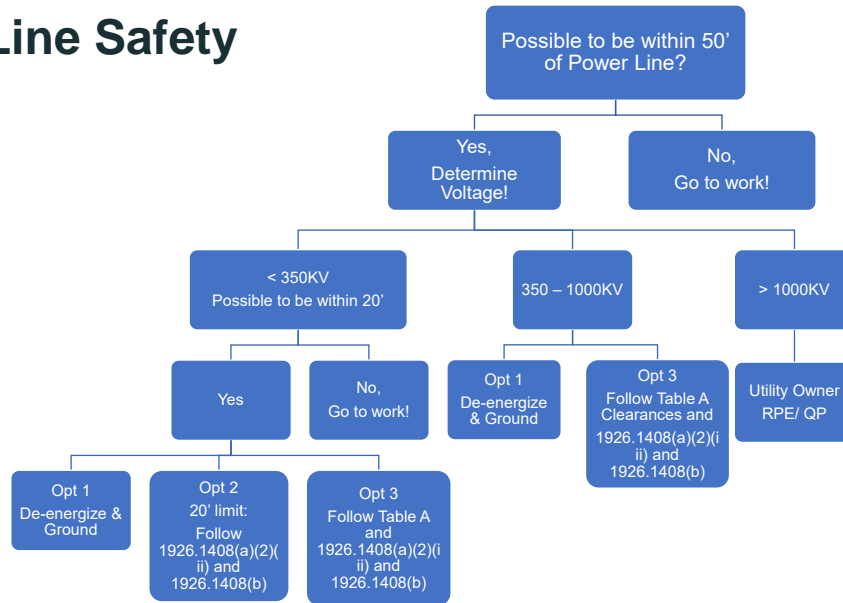 Line Safety
Possible to be within 50’
of Power Line?
Yes,
Determine
Voltage!
No,
Go to work!
< 350KV
Possible to be within 20’
350 – 1000KV
> 1000KV
Yes
No,
Go to work!
Opt 1
De-energize
& Ground
Opt 3
Follow Table A
Clearances and
1926.1408(a)(2)(i
ii) and
1926.1408(b)
Utility Owner
RPE/ QP
Opt 1
De-energize &
Ground
Opt 2
20’ limit:
Follow
1926.1408(a)(2)(
ii) and
1926.1408(b)
Opt 3
Follow Table A
and
1926.1408(a)(2)(i
ii) and
1926.1408(b)